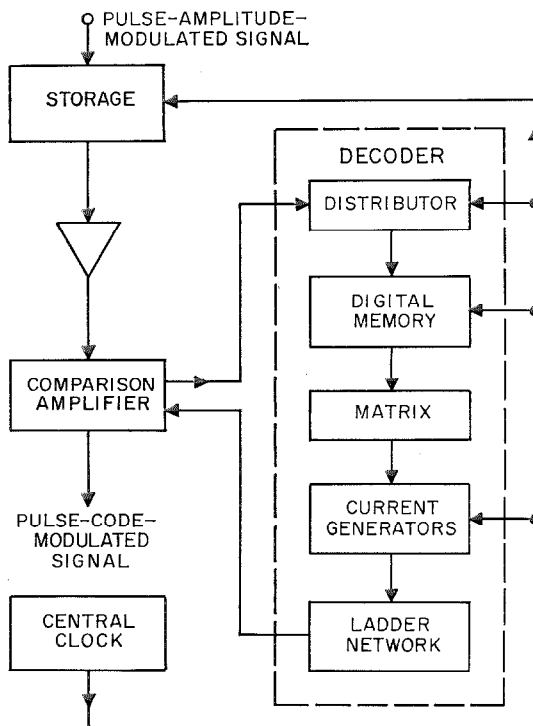 PULSE-AMPLITUDE-
MODULATED SIGNAL
STORAGE
DECODER
DISTRIBUTOR
DIGITAL
MEMORY
COMPARISON
AMPLIFIER
MATRIX
PULSE-CODE-
MODULATED
SIGNAL
CURRENT
GENERATORS
CENTRAL
CLOCK
LADDER
NETWORK